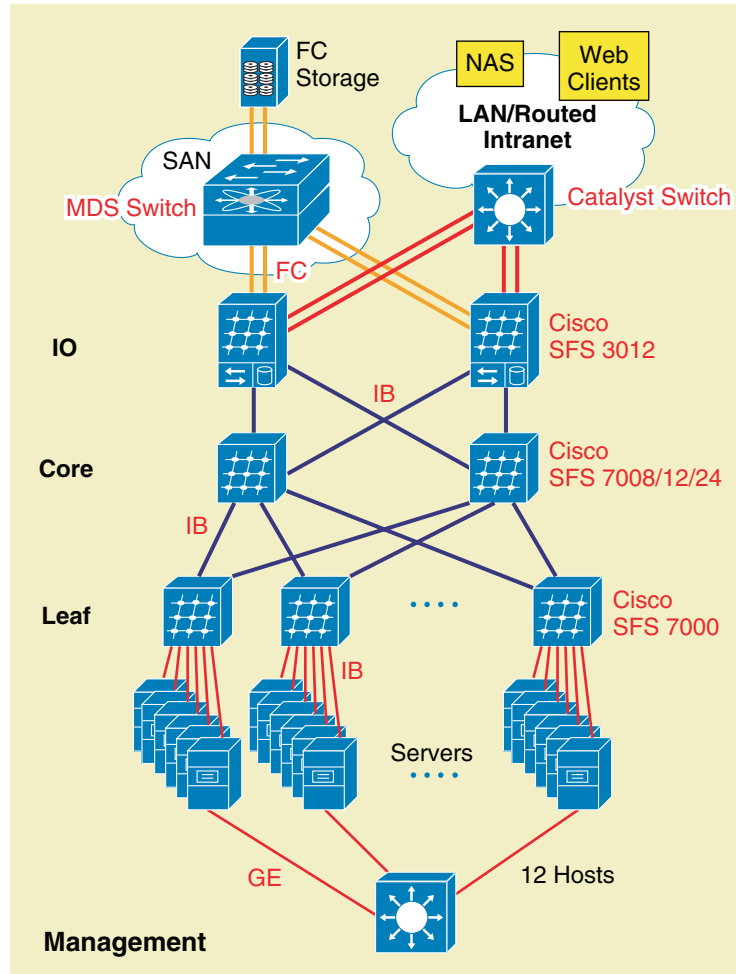 FC
Storage
NAS
Web
Clients
LAN/Routed
Intranet
SAN
MDS Switch
Catalyst Switch
FC
IO
Cisco
SFS 3012
IB
Core
Cisco
SFS 7008/12/24
IB
Leaf
Cisco
SFS 7000
IB
Servers
GE
12 Hosts
Management